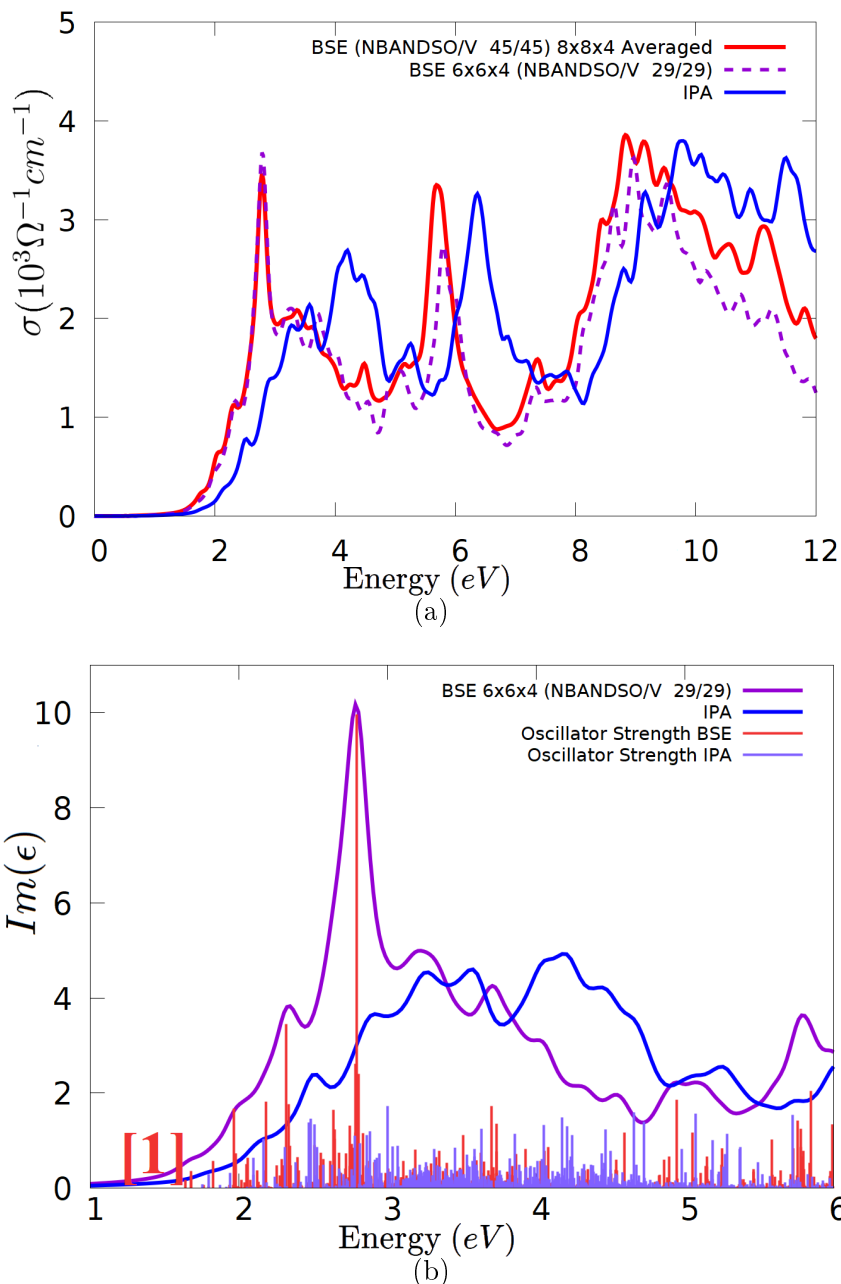 5
4
3
2
1
0
σ(10³Ω⁻¹cm⁻¹)
BSE (NBANDSO/V 45/45) 8x8x4 Averaged
BSE 6x6x4 (NBANDSO/V 29/29)
IPA
0 2 4 6 8 10 12
Energy (eV)
(a)
10
8
6
4
2
0
Im(ϵ)
BSE 6x6x4 (NBANDSO/V 29/29)
IPA
Oscillator Strength BSE
Oscillator Strength IPA
[1]
1 2 3 4 5 6
Energy (eV)
(b)